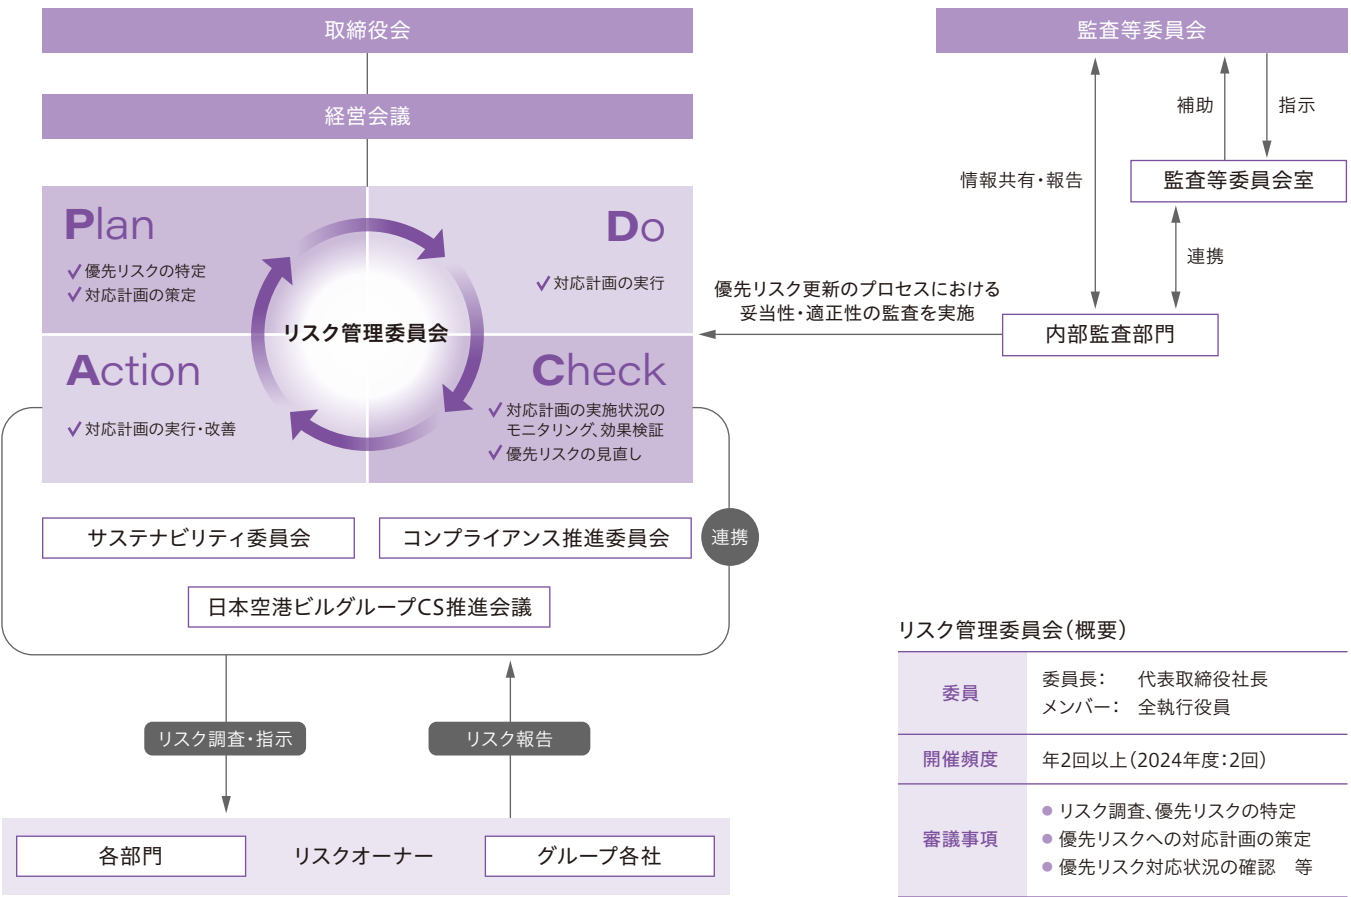 取締役会
経営会議
Plan
優先リスクの特定
対応計画の策定
Do
対応計画の実行
リスク管理委員会
Action
対応計画の実行・改善
Check
対応計画の実施状況の
モニタリング、効果検証
優先リスクの見直し
サステナビリティ委員会
コンプライアンス推進委員会
連携
日本空港ビルグループCS推進会議
リスク調査・指示
リスク報告
各部門
リスクオーナー
グループ各社
監査等委員会
補助
指示
情報共有・報告
監査等委員会室
連携
優先リスク更新のプロセスにおける
妥当性・適正性の監査を実施
内部監査部門
リスク管理委員会（概要）
委員
委員長： 代表取締役社長
メンバー： 全執行役員
開催頻度
年2回以上（2024年度：2回）
審議事項
● リスク調査、優先リスクの特定
● 優先リスクへの対応計画の策定
● 優先リスク対応状況の確認　等